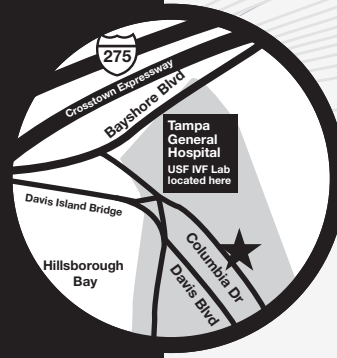 275
Crosstown Expressway
Bayshore Blvd
Tampa
General
Hospital
USF IVF Lab
located here
Davis Island Bridge
Hillsborough
Bay
Columbia Dr
Davis Blvd